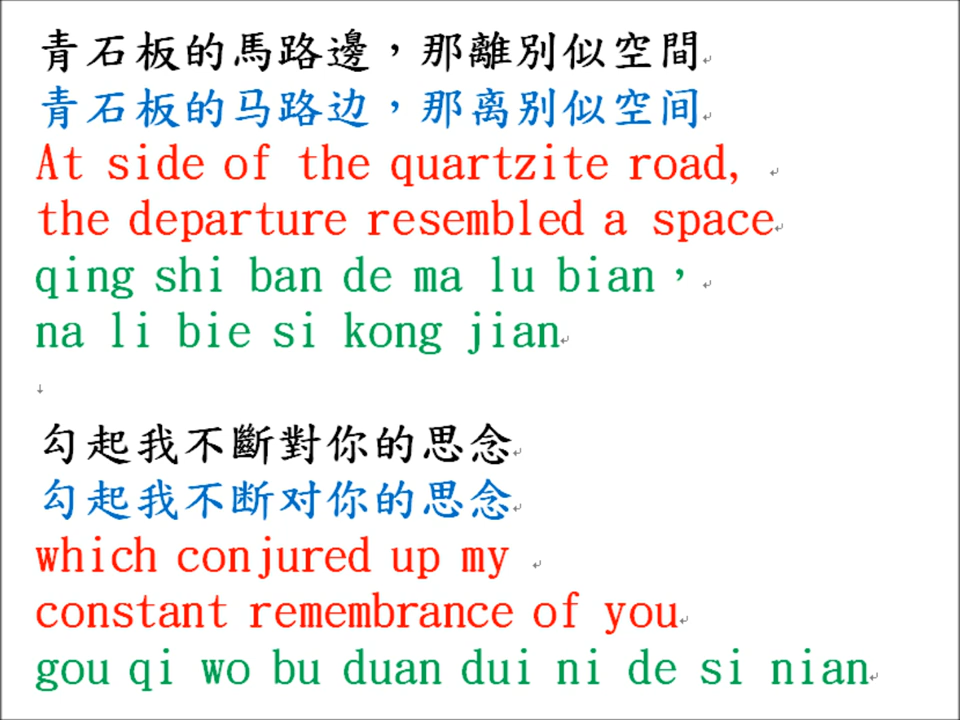 青石板的馬路邊，那離別似空間
青石板的马路边，那离别似空间
At side of the quartzite road,
the departure resembled a space
qing shi ban de ma lu bian，
na li bie si kong jian
勾起我不斷對你的思念
勾起我不断对你的思念
which conjured up my
constant remembrance of you
gou qi wo bu duan dui ni de si nian